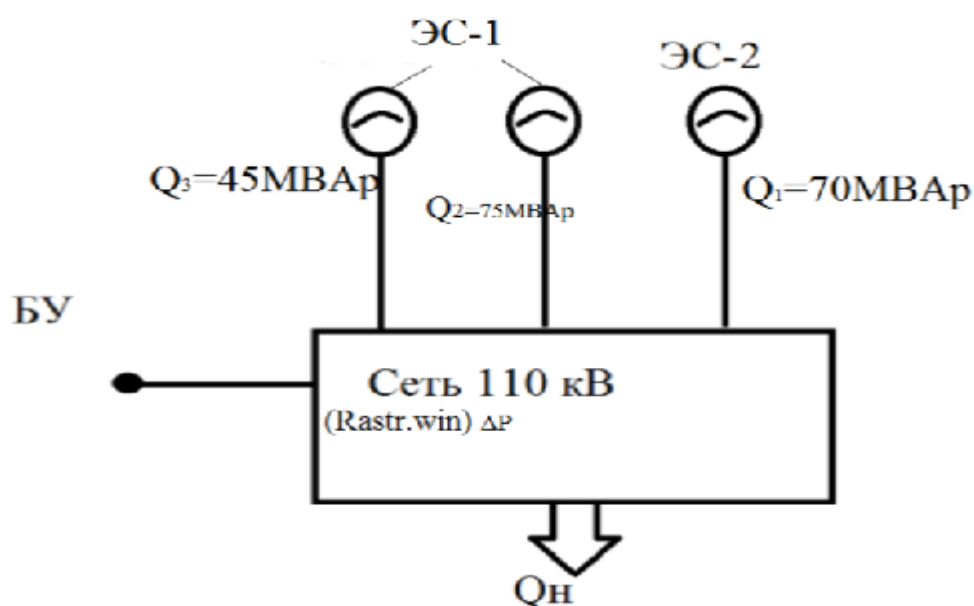 ЭС-1
ЭС-2
Q₃=45МВАр
Q2=75МВАр
Q₁=70МВАр
БУ
Сеть 110 кВ
(Rastr.win) ΔP
Qн